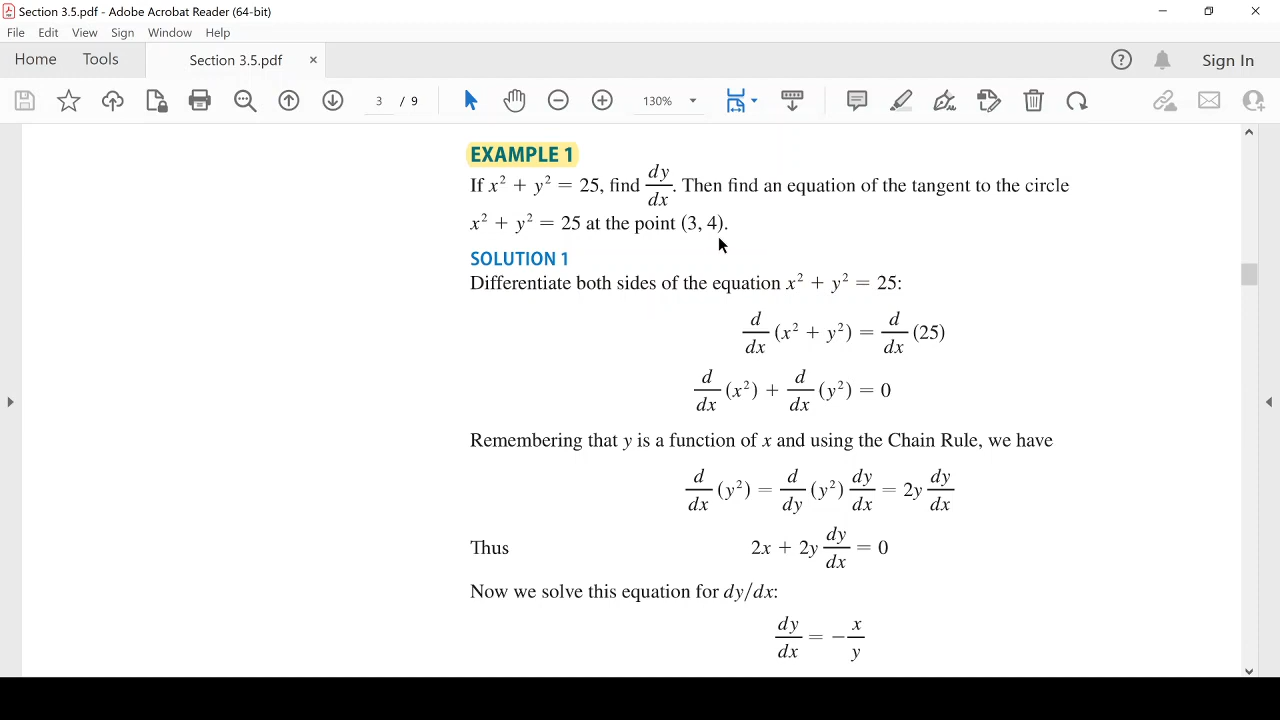 Section 3.5.pdf - Adobe Acrobat Reader (64-bit)
File Edit View Sign Window Help
Home Tools Section 3.5.pdf × Sign In
3 / 9 130%
EXAMPLE 1
If x² + y² = 25, find dy/dx. Then find an equation of the tangent to the circle
x² + y² = 25 at the point (3, 4).
SOLUTION 1
Differentiate both sides of the equation x² + y² = 25:
d/dx (x² + y²) = d/dx (25)
d/dx (x²) + d/dx (y²) = 0
Remembering that y is a function of x and using the Chain Rule, we have
d/dx (y²) = d/dy (y²) dy/dx = 2y dy/dx
Thus 2x + 2y dy/dx = 0
Now we solve this equation for dy/dx:
dy/dx = −x/y